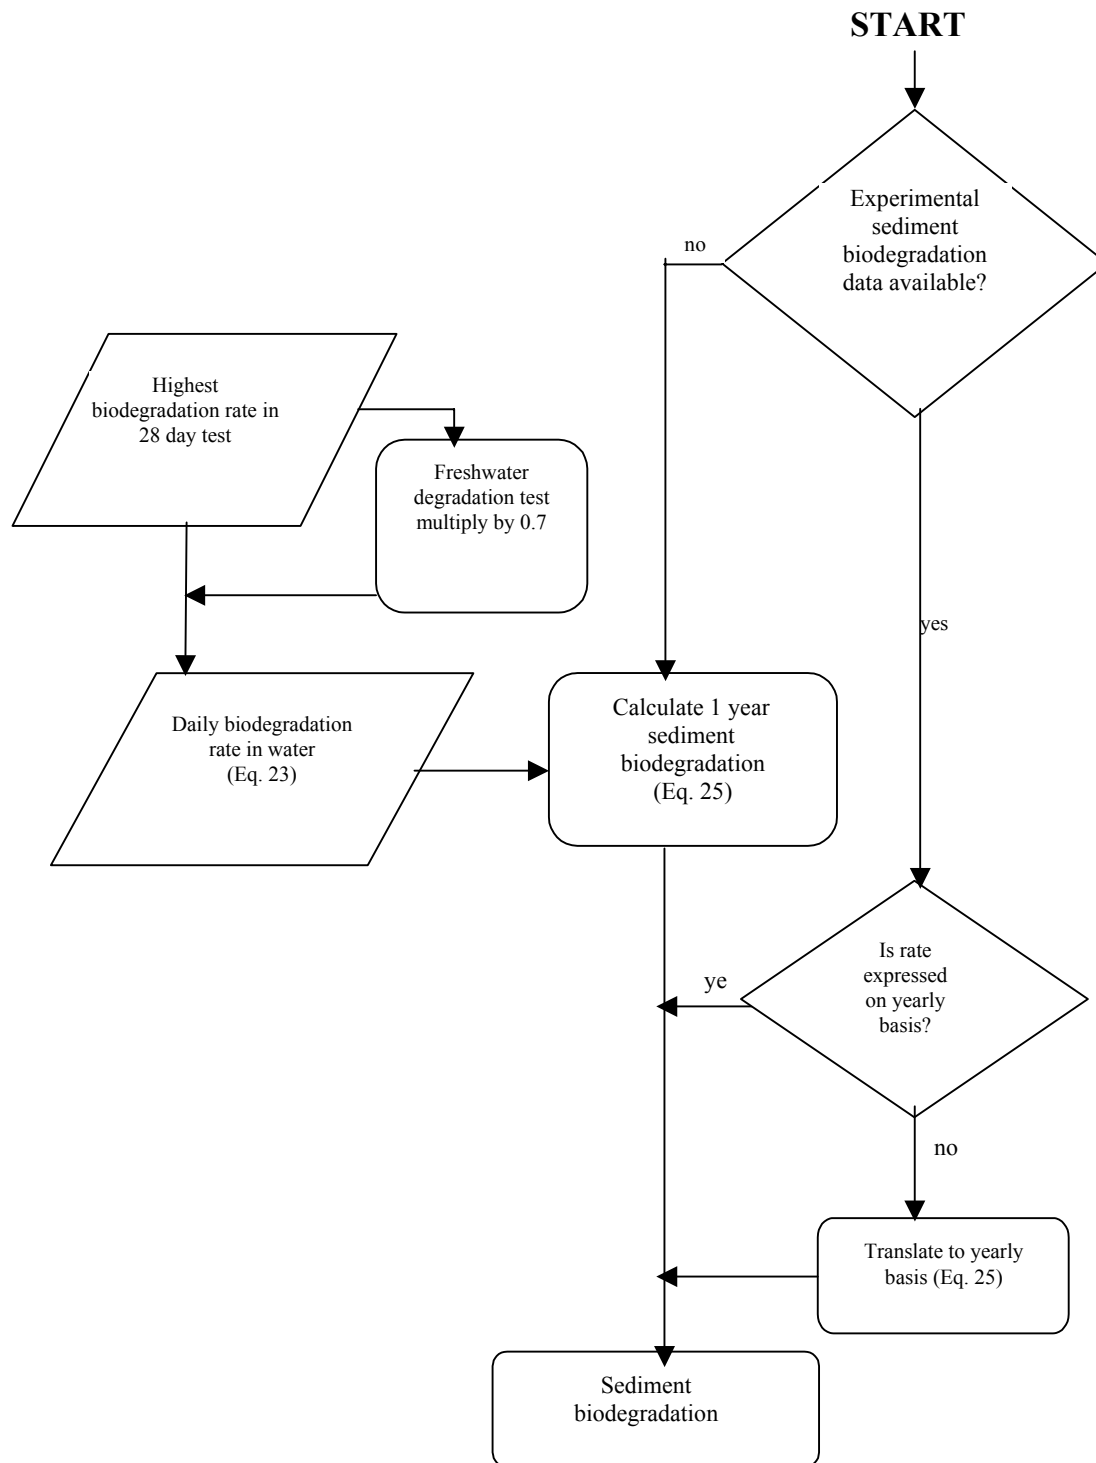 START
Experimental
sediment
biodegradation
data available?
no
Highest
biodegradation rate in
28 day test
Freshwater
degradation test
multiply by 0.7
yes
Daily biodegradation
rate in water
(Eq. 23)
Calculate 1 year
sediment
biodegradation
(Eq. 25)
Is rate
expressed
on yearly
basis?
ye
no
Translate to yearly
basis (Eq. 25)
Sediment
biodegradation